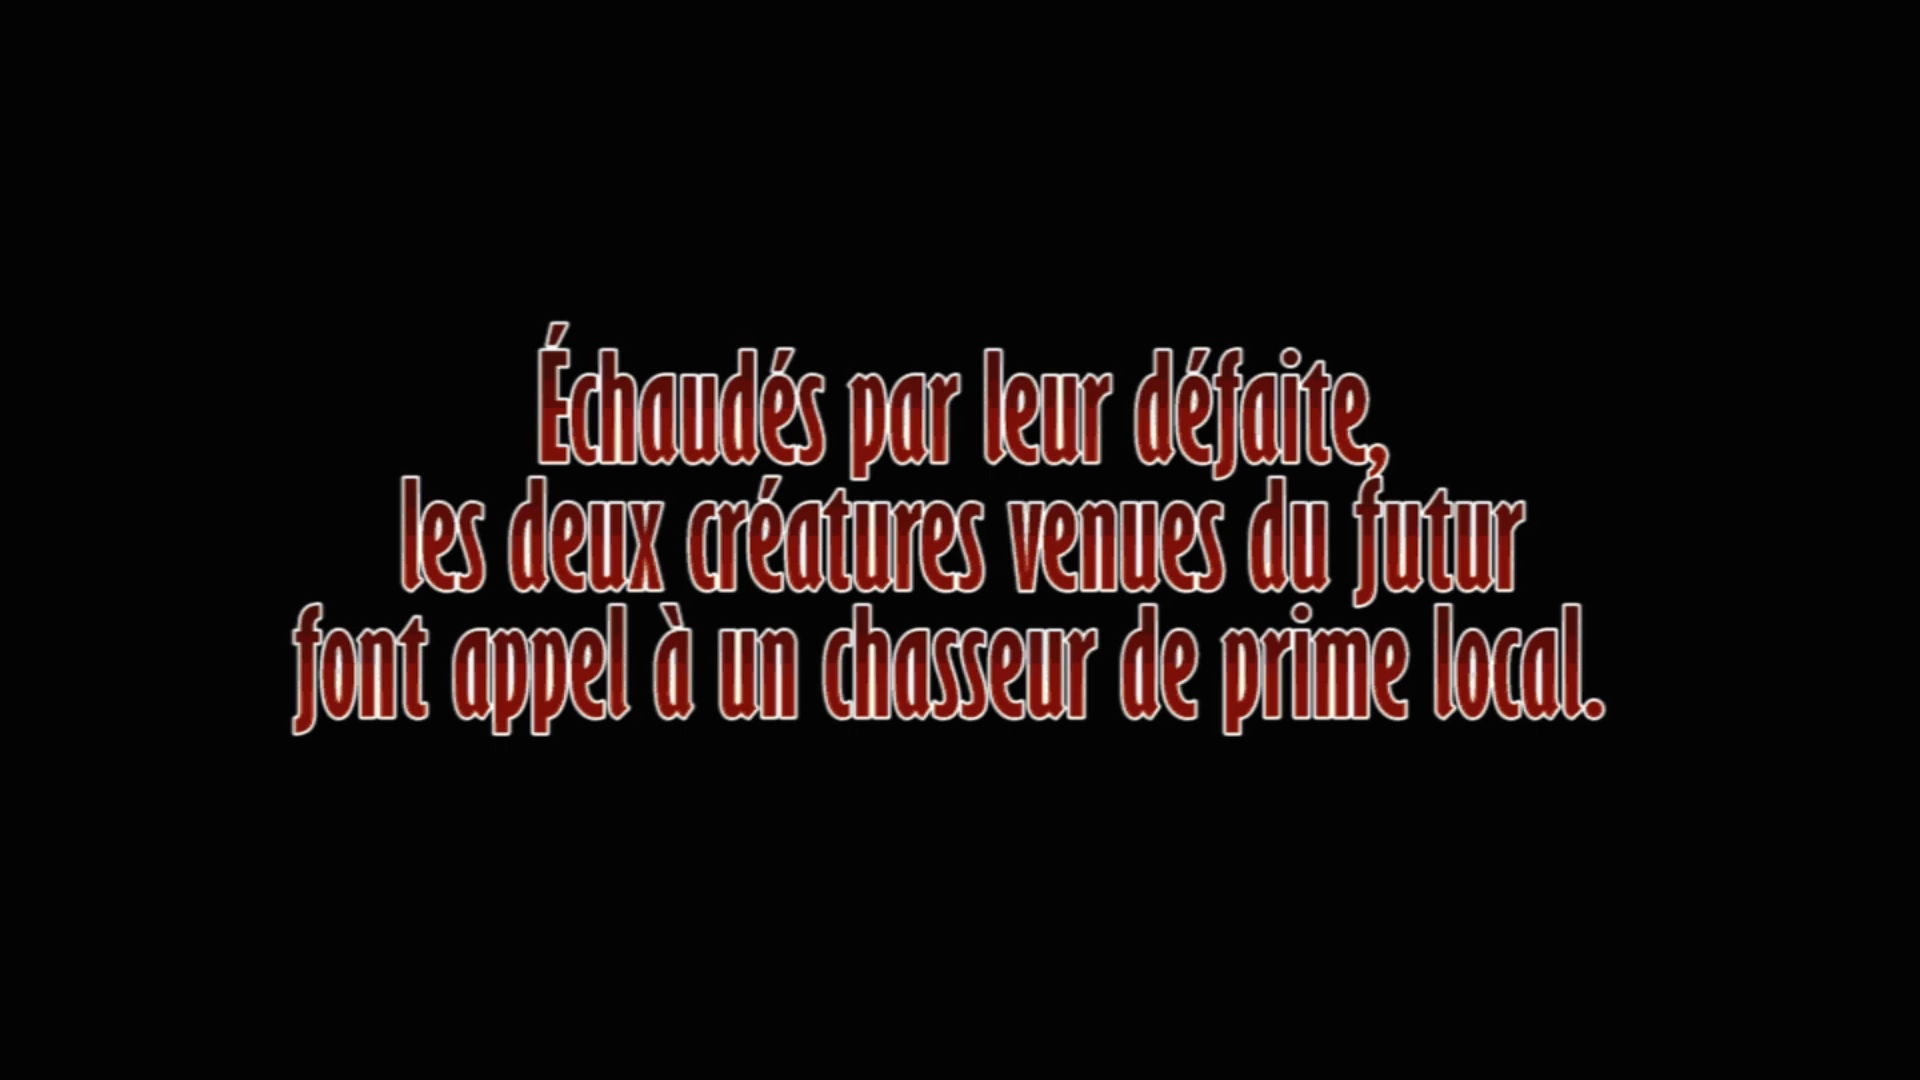 Échaudés par leur défaite,
les deux créatures venues du futur
font appel à un chasseur de prime local.